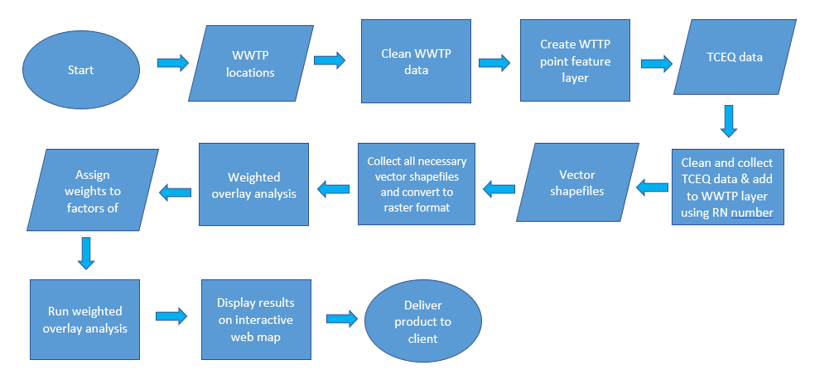 Start
WWTP
locations
Clean WWTP
data
Create WTTP
point feature
layer
TCEQ data
Clean and collect
TCEQ data & add
to WWTP layer
using RN number
Vector
shapefiles
Collect all necessary
vector shapefiles
and convert to
raster format
Weighted
overlay analysis
Assign
weights to
factors of
Run weighted
overlay analysis
Display results
on interactive
web map
Deliver
product to
client